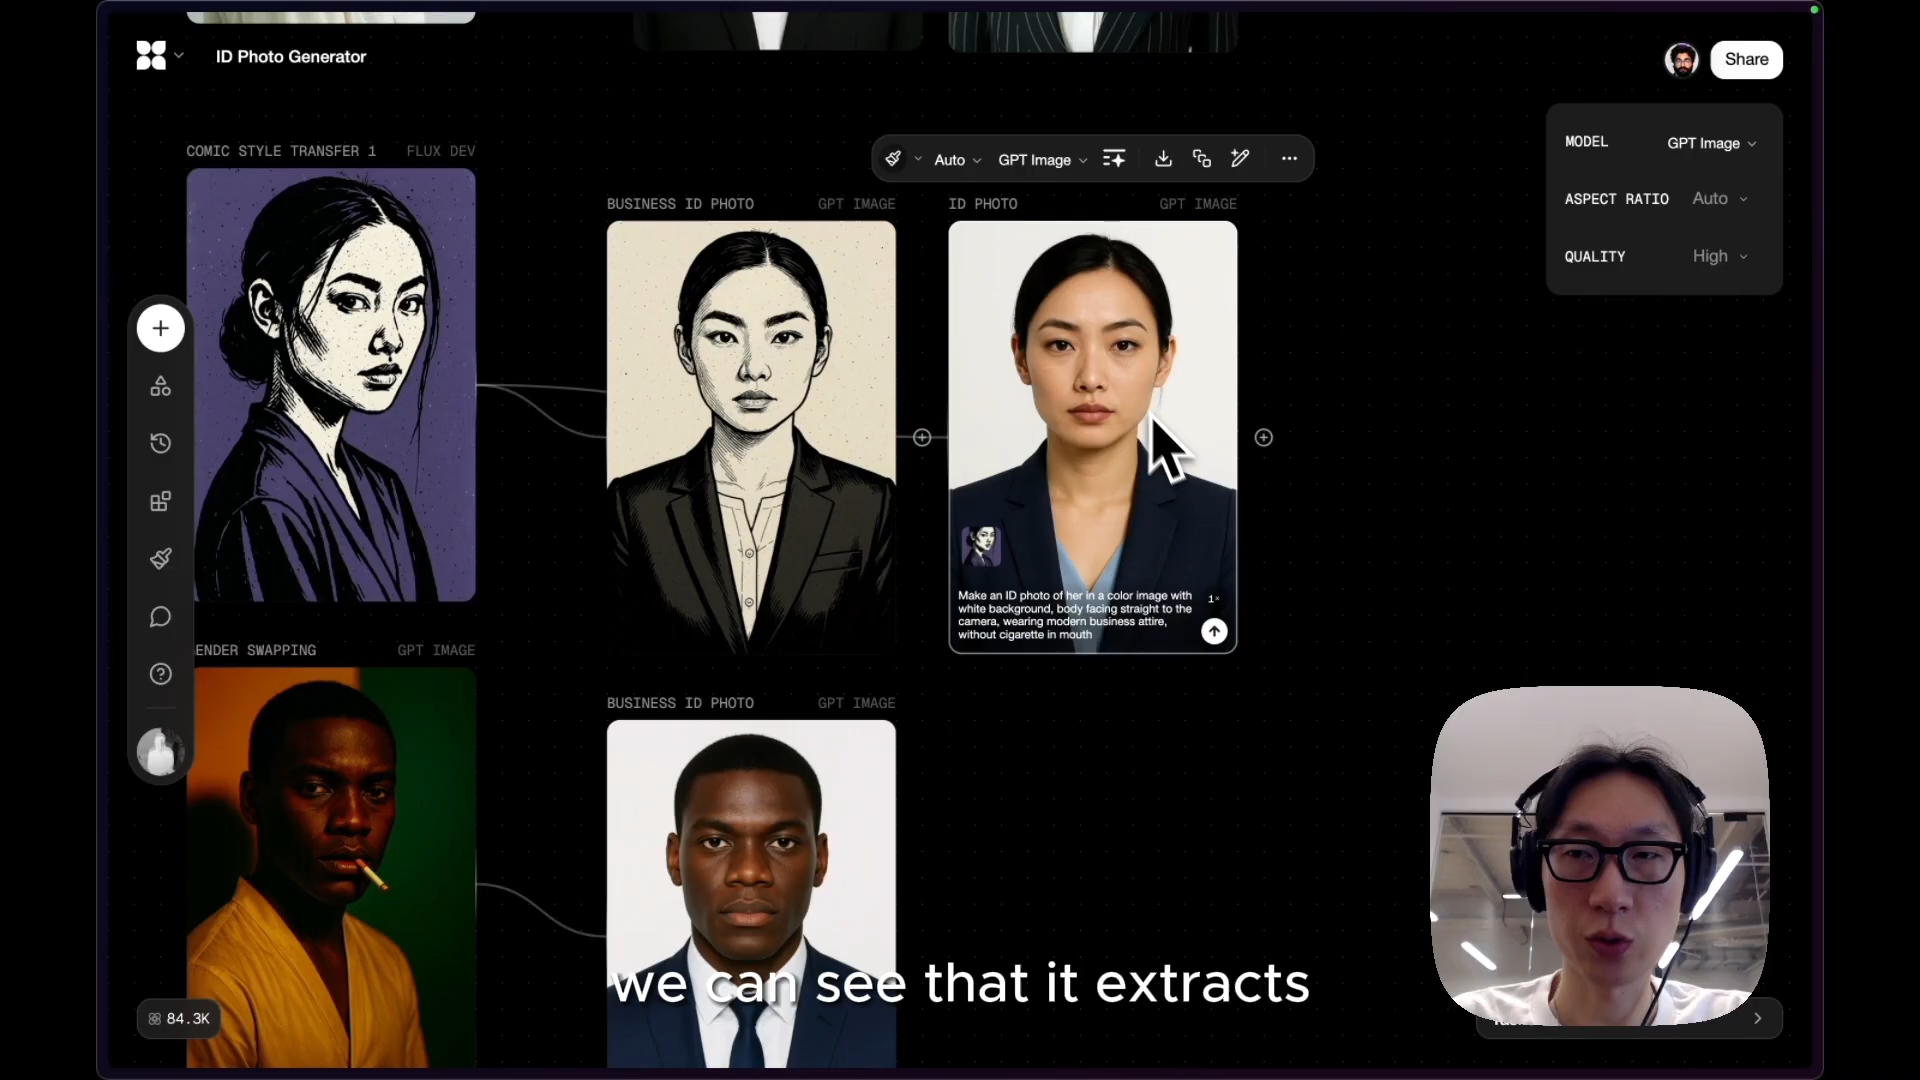 ID Photo Generator
Share
MODEL GPT Image
ASPECT RATIO Auto
QUALITY High
Auto GPT Image
COMIC STYLE TRANSFER 1 FLUX DEV
BUSINESS ID PHOTO GPT IMAGE
ID PHOTO GPT IMAGE
Make an ID photo of her in a color image with
white background, body facing straight to the
camera, wearing modern business attire,
without cigarette in mouth
1×
ENDER SWAPPING GPT IMAGE
BUSINESS ID PHOTO GPT IMAGE
we can see that it extracts
84.3K